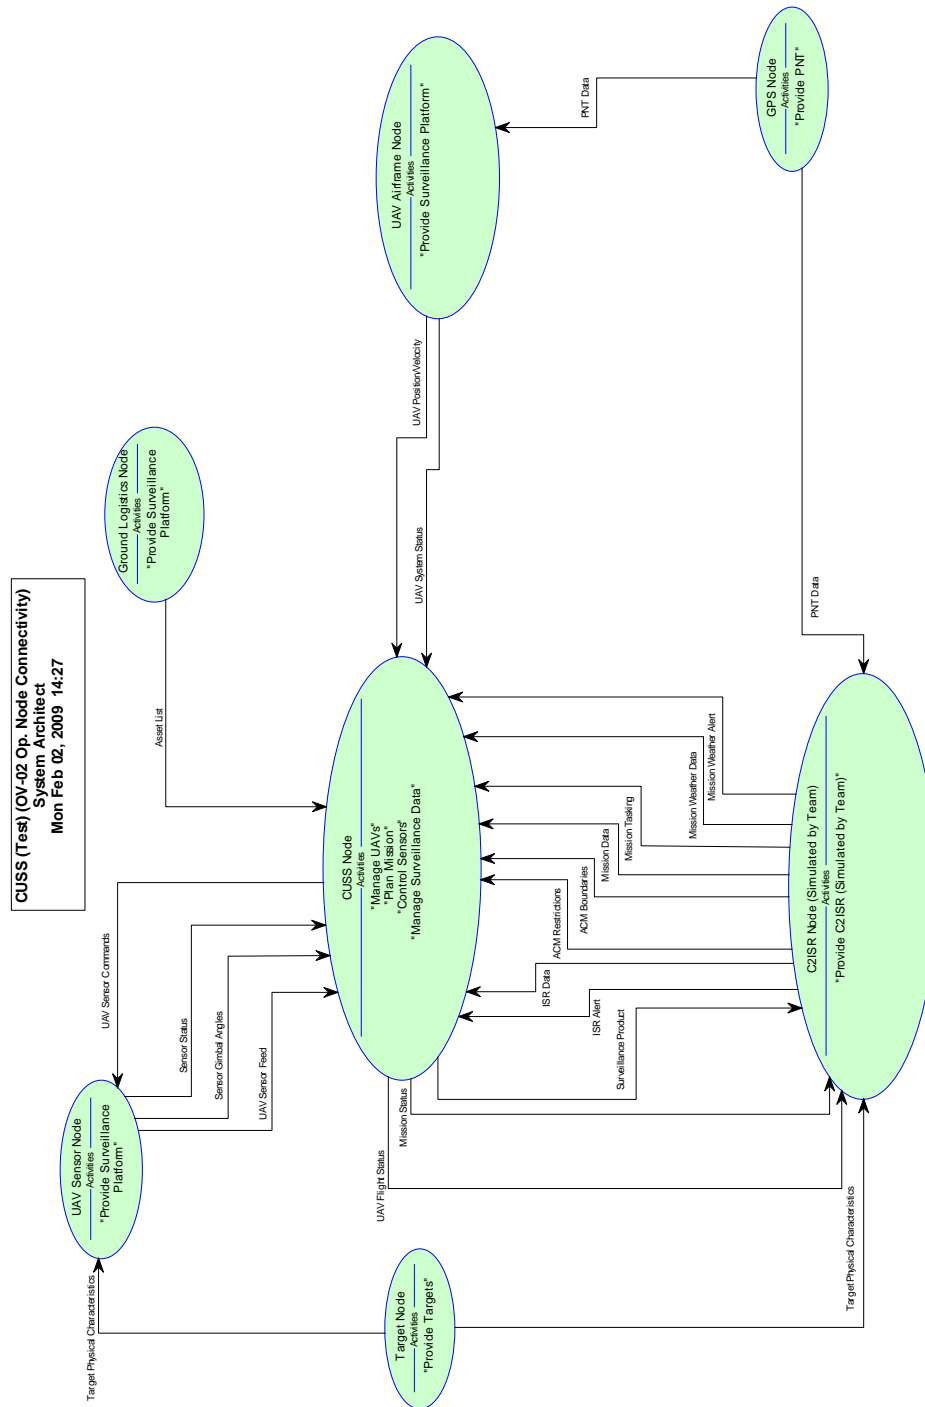 CUSS (Test) (OV-02 Op. Node Connectivity)
System Architect
Mon Feb 02, 2009 14:27
Target Physical Characteristics
UAV Sensor Node
Activities
"Provide Surveillance
Platform"
UAV Sensor Commands
Sensor Status
Sensor Gimbal Angles
UAV Sensor Feed
Asset List
Ground Logistics Node
Activities
"Provide Surveillance
Platform"
Target Node
Activities
"Provide Targets"
UAV Flight Status
Mission Status
Surveillance Product
CUSS Node
Activities
"Manage UAVs"
"Plan Mission"
"Control Sensors"
"Manage Surveillance Data"
UAV Position/Velocity
UAV System Status
UAV Airframe Node
Activities
"Provide Surveillance Platform"
PNT Data
ISR Alert
ISR Data
ACM Restrictions
ACM Boundaries
Mission Data
Mission Tasking
Mission Weather Data
Mission Weather Alert
Target Physical Characteristics
C2ISR Node (Simulated by Team)
Activities
"Provide C2ISR (Simulated by Team)"
PNT Data
GPS Node
Activities
"Provide PNT"